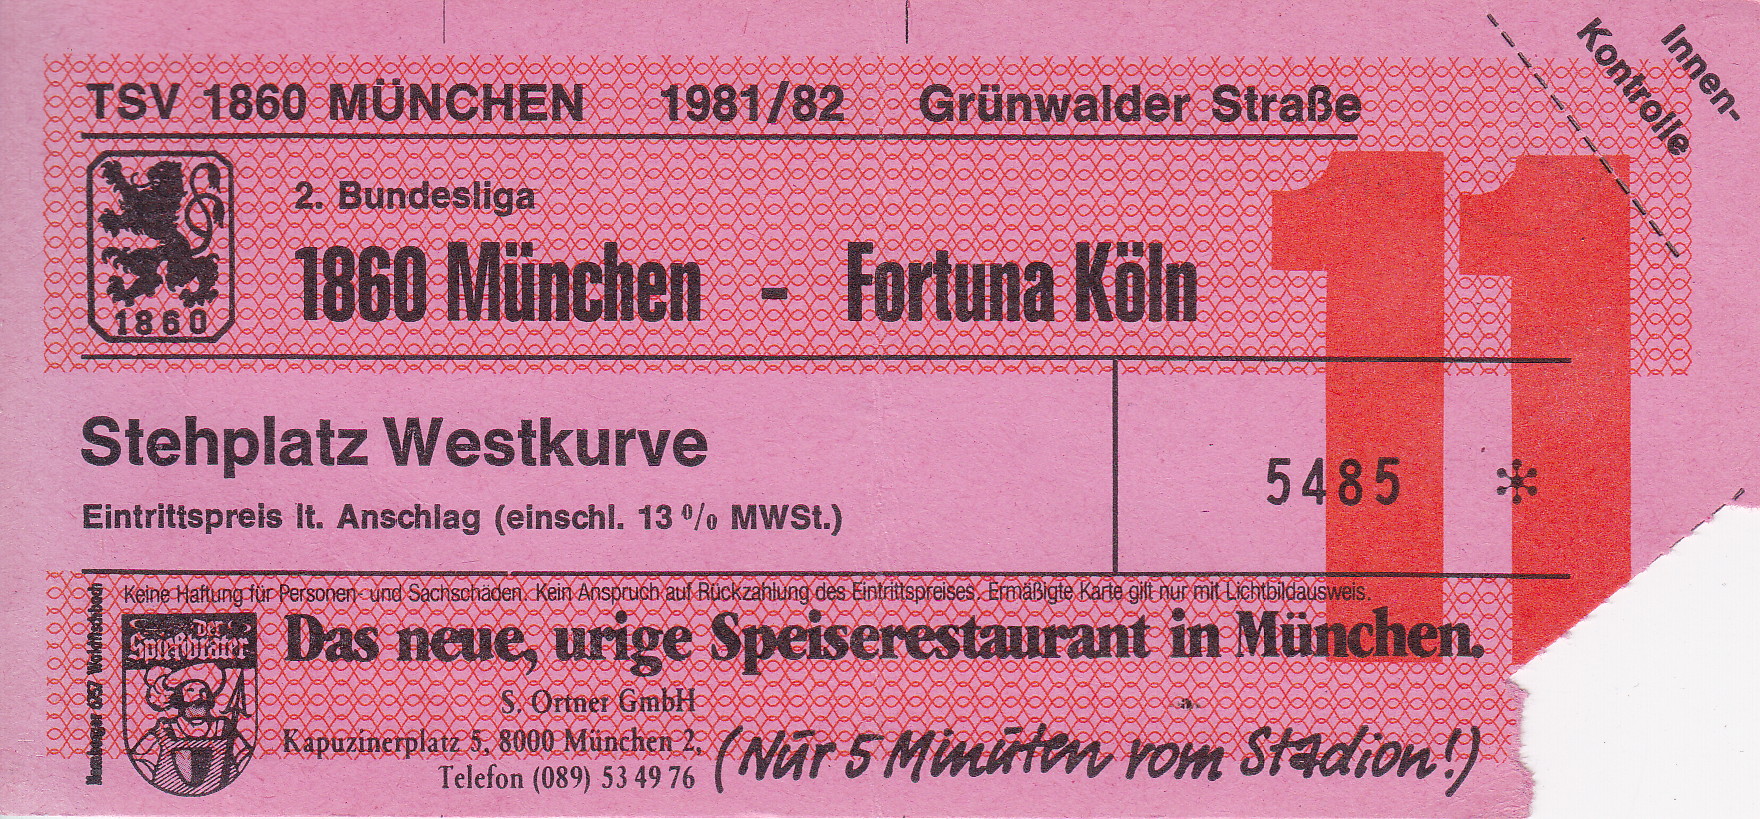 Innen-
Kontrolle
TSV 1860 MÜNCHEN 1981/82 Grünwalder Straße
2. Bundesliga
1860 München - Fortuna Köln
1860
11
Stehplatz Westkurve
5485 *
Eintrittspreis lt. Anschlag (einschl. 13 % MWSt.)
Keine Haftung für Personen- und Sachschäden. Kein Anspruch auf Rückzahlung des Eintrittspreises. Ermäßigte Karte gilt nur mit Lichtbildausweis.
Der
Spießbrater
Das neue, urige Speiserestaurant in München.
S. Ortner GmbH
Kapuzinerplatz 5, 8000 München 2,
Telefon (089) 53 49 76
(Nur 5 Minuten vom Stadion!)